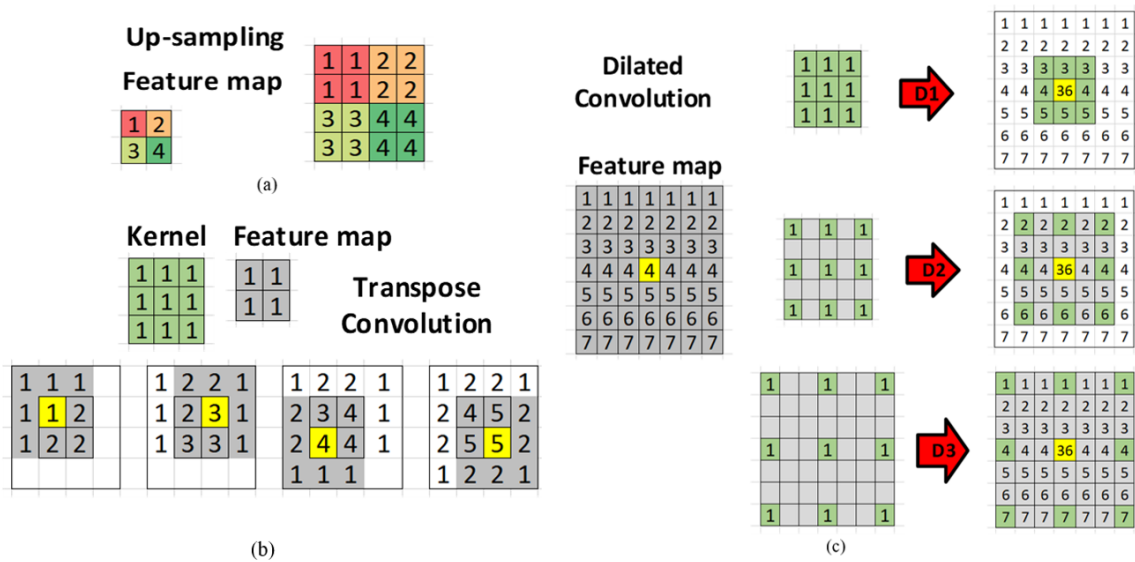 Up-sampling
Feature map
1 2
3 4
1 1 2 2
1 1 2 2
3 3 4 4
3 3 4 4
(a)
Kernel
1 1 1
1 1 1
1 1 1
Feature map
1 1
1 1
Transpose
Convolution
1 1 1
1 1 2
1 2 2
1 2 2 1
1 2 3 1
1 3 3 1
1 2 2 1
2 3 4 1
2 4 4 1
1 1 1
1 2 2 1
2 4 5 2
2 5 5 2
1 2 2 1
(b)
Dilated
Convolution
Feature map
1 1 1 1 1 1 1
2 2 2 2 2 2 2
3 3 3 3 3 3 3
4 4 4 4 4 4 4
5 5 5 5 5 5 5
6 6 6 6 6 6 6
7 7 7 7 7 7 7
1 1 1
1 1 1
1 1 1
D1
1 1 1 1 1 1 1
2 2 2 2 2 2 2
3 3 3 3 3 3 3
4 4 4 36 4 4 4
5 5 5 5 5 5 5
6 6 6 6 6 6 6
7 7 7 7 7 7 7
1 1 1
1 1 1
1 1 1
D2
1 1 1 1 1 1 1
2 2 2 2 2 2 2
3 3 3 3 3 3 3
4 4 4 36 4 4 4
5 5 5 5 5 5 5
6 6 6 6 6 6 6
7 7 7 7 7 7 7
1 1 1
1 1 1
1 1 1
D3
1 1 1 1 1 1 1
2 2 2 2 2 2 2
3 3 3 3 3 3 3
4 4 4 36 4 4 4
5 5 5 5 5 5 5
6 6 6 6 6 6 6
7 7 7 7 7 7 7
(c)